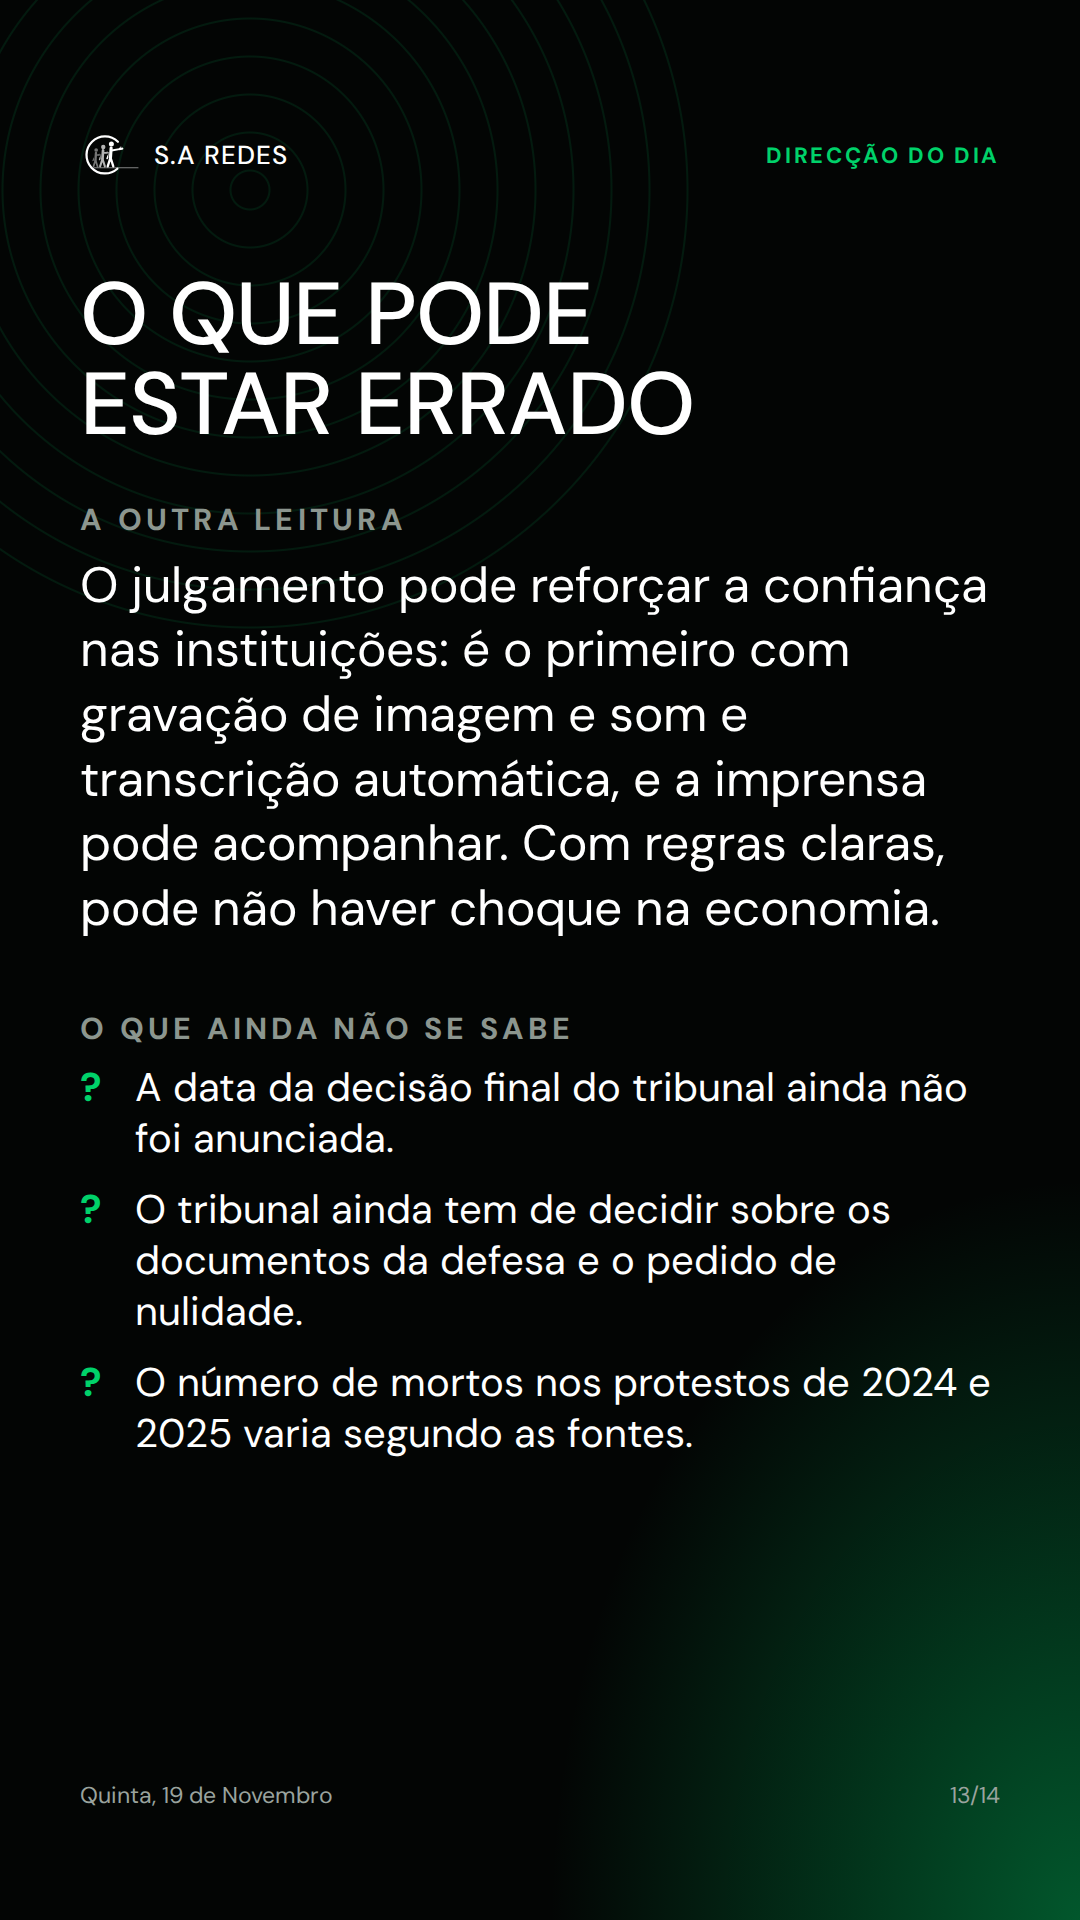 S.A REDES
DIRECÇÃO DO DIA
O QUE PODE
ESTAR ERRADO
A OUTRA LEITURA
O julgamento pode reforçar a confiança
nas instituições: é o primeiro com
gravação de imagem e som e
transcrição automática, e a imprensa
pode acompanhar. Com regras claras,
pode não haver choque na economia.
O QUE AINDA NÃO SE SABE
? A data da decisão final do tribunal ainda não
foi anunciada.
? O tribunal ainda tem de decidir sobre os
documentos da defesa e o pedido de
nulidade.
? O número de mortos nos protestos de 2024 e
2025 varia segundo as fontes.
Quinta, 19 de Novembro
13/14